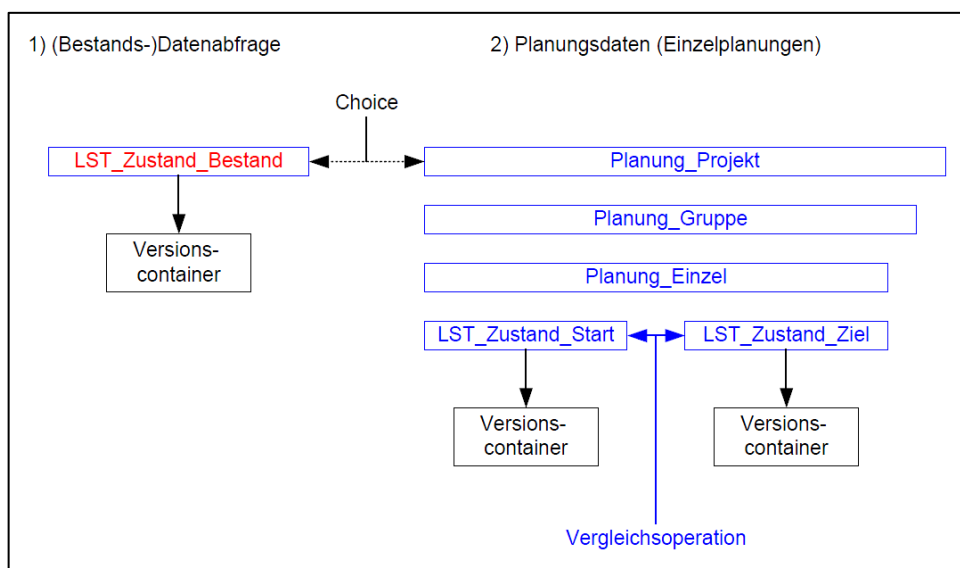 1) (Bestands-)Datenabfrage
2) Planungsdaten (Einzelplanungen)
Choice
LST_Zustand_Bestand
Planung_Projekt
Planung_Gruppe
Versions-
container
Planung_Einzel
LST_Zustand_Start
LST_Zustand_Ziel
Versions-
container
Versions-
container
Vergleichsoperation